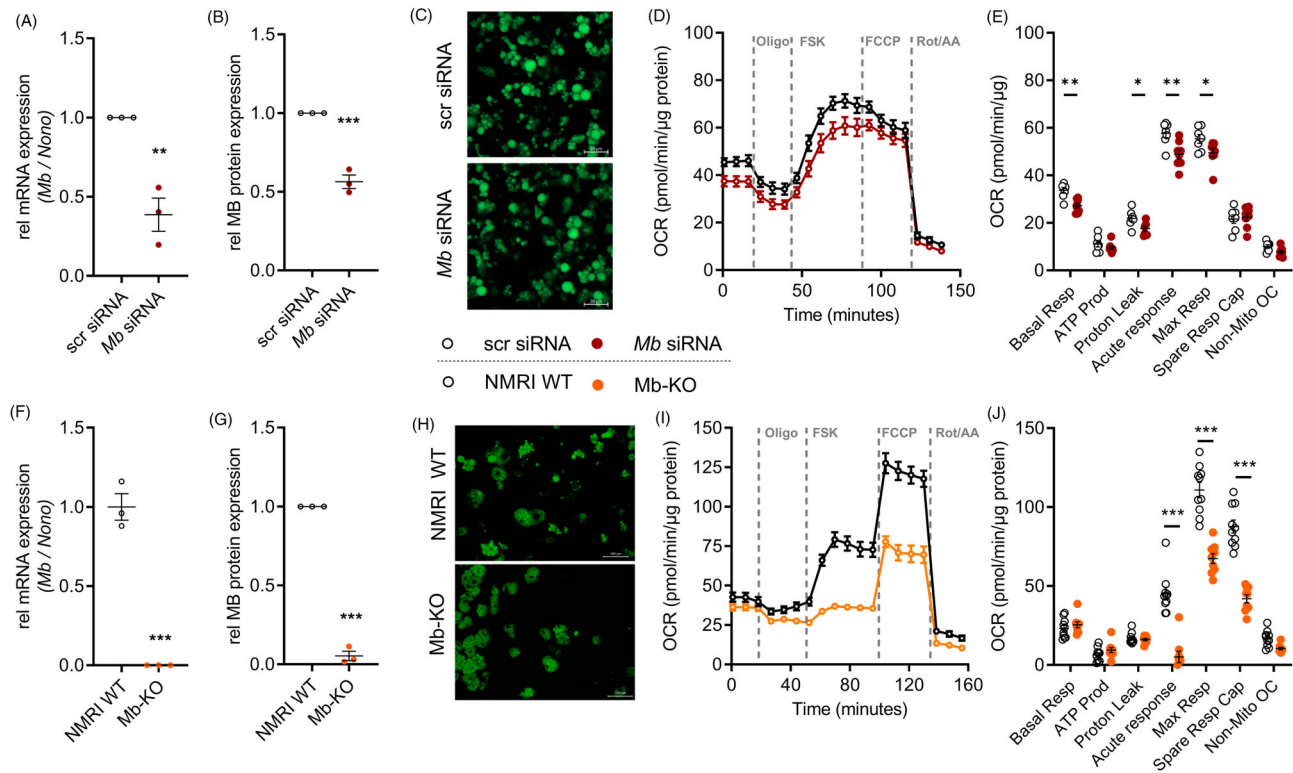 (A)
rel mRNA expression
(Mb / Nono)
1.5
1.0
0.5
0.0
**
scr siRNA
Mb siRNA
(B)
rel MB protein expression
1.5
1.0
0.5
0.0
***
scr siRNA
Mb siRNA
(C)
scr siRNA
Mb siRNA
(D)
OCR (pmol/min/µg protein)
100
80
60
40
20
0
Oligo
FSK
FCCP
Rot/AA
0
50
100
150
Time (minutes)
(E)
OCR (pmol/min/µg)
100
80
60
40
20
0
**
*
**
*
Basal Resp
ATP Prod
Proton Leak
Acute response
Max Resp
Spare Resp Cap
Non-Mito OC
scr siRNA
Mb siRNA
NMRI WT
Mb-KO
(F)
rel mRNA expression
(Mb / Nono)
1.5
1.0
0.5
0.0
***
NMRI WT
Mb-KO
(G)
rel MB protein expression
1.5
1.0
0.5
0.0
***
NMRI WT
Mb-KO
(H)
NMRI WT
Mb-KO
(I)
OCR (pmol/min/µg protein)
150
125
100
75
50
25
0
Oligo
FSK
FCCP
Rot/AA
0
40
80
120
160
Time (minutes)
(J)
OCR (pmol/min/µg protein)
150
100
50
0
***
***
***
Basal Resp
ATP Prod
Proton Leak
Acute response
Max Resp
Spare Resp Cap
Non-Mito OC